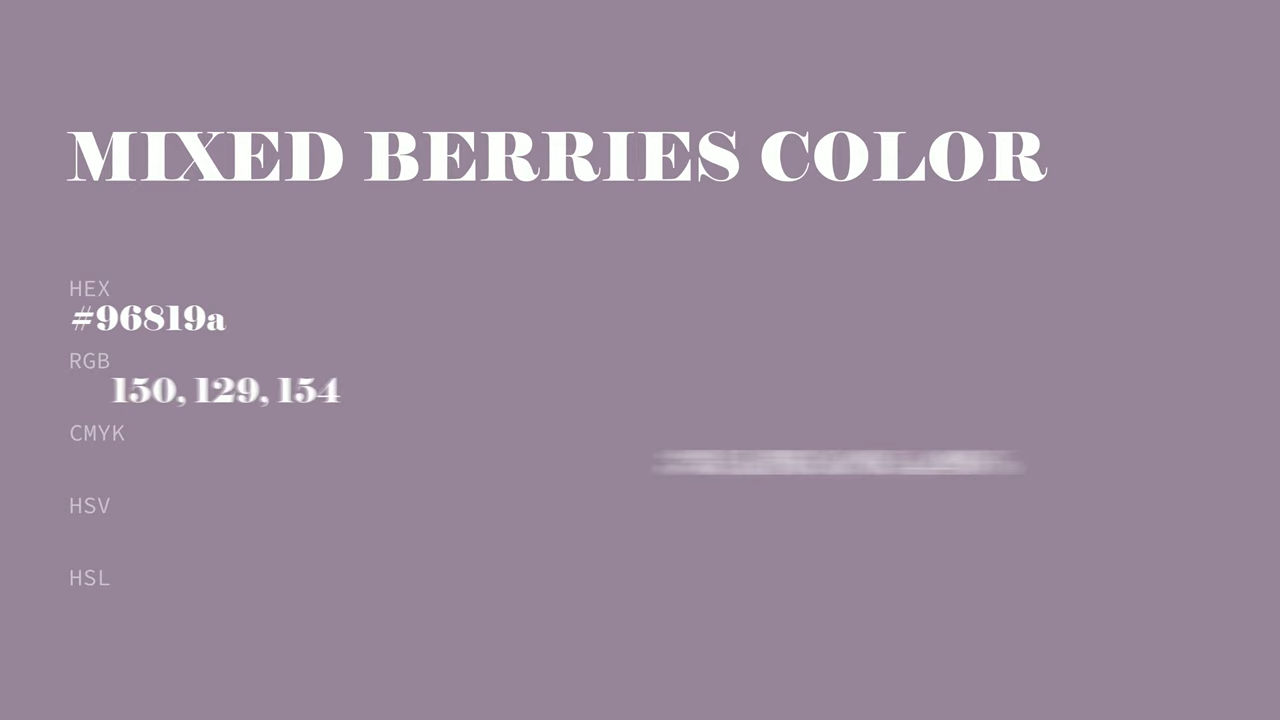 MIXED BERRIES COLOR
HEX
#96819a
RGB
150, 129, 154
CMYK
HSV
HSL